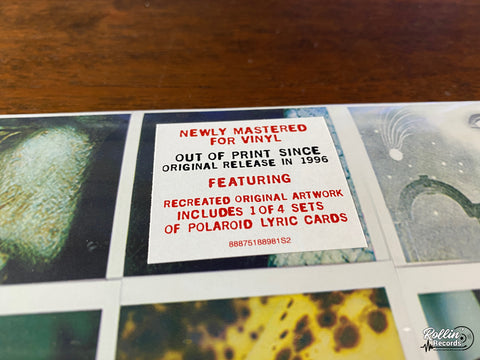 NEWLY MASTERED
FOR VINYL
OUT OF PRINT SINCE
ORIGINAL RELEASE IN 1996
FEATURING
RECREATED ORIGINAL ARTWORK
INCLUDES 1 OF 4 SETS
OF POLAROID LYRIC CARDS
88875188981S2
Rollin'
Records